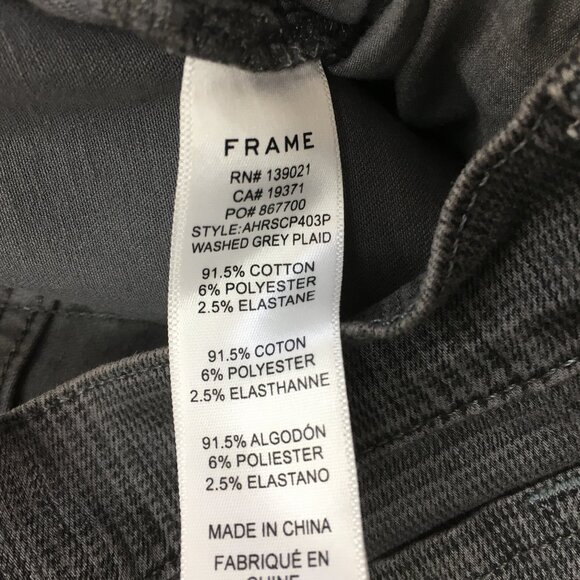 FRAME
RN# 139021
CA# 19371
PO# 867700
STYLE:AHRSCP403P
WASHED GREY PLAID
91.5% COTTON
6% POLYESTER
2.5% ELASTANE
91.5% COTON
6% POLYESTER
2.5% ELASTHANNE
91.5% ALGODÓN
6% POLIESTER
2.5% ELASTANO
MADE IN CHINA
FABRIQUÉ EN
CHINE